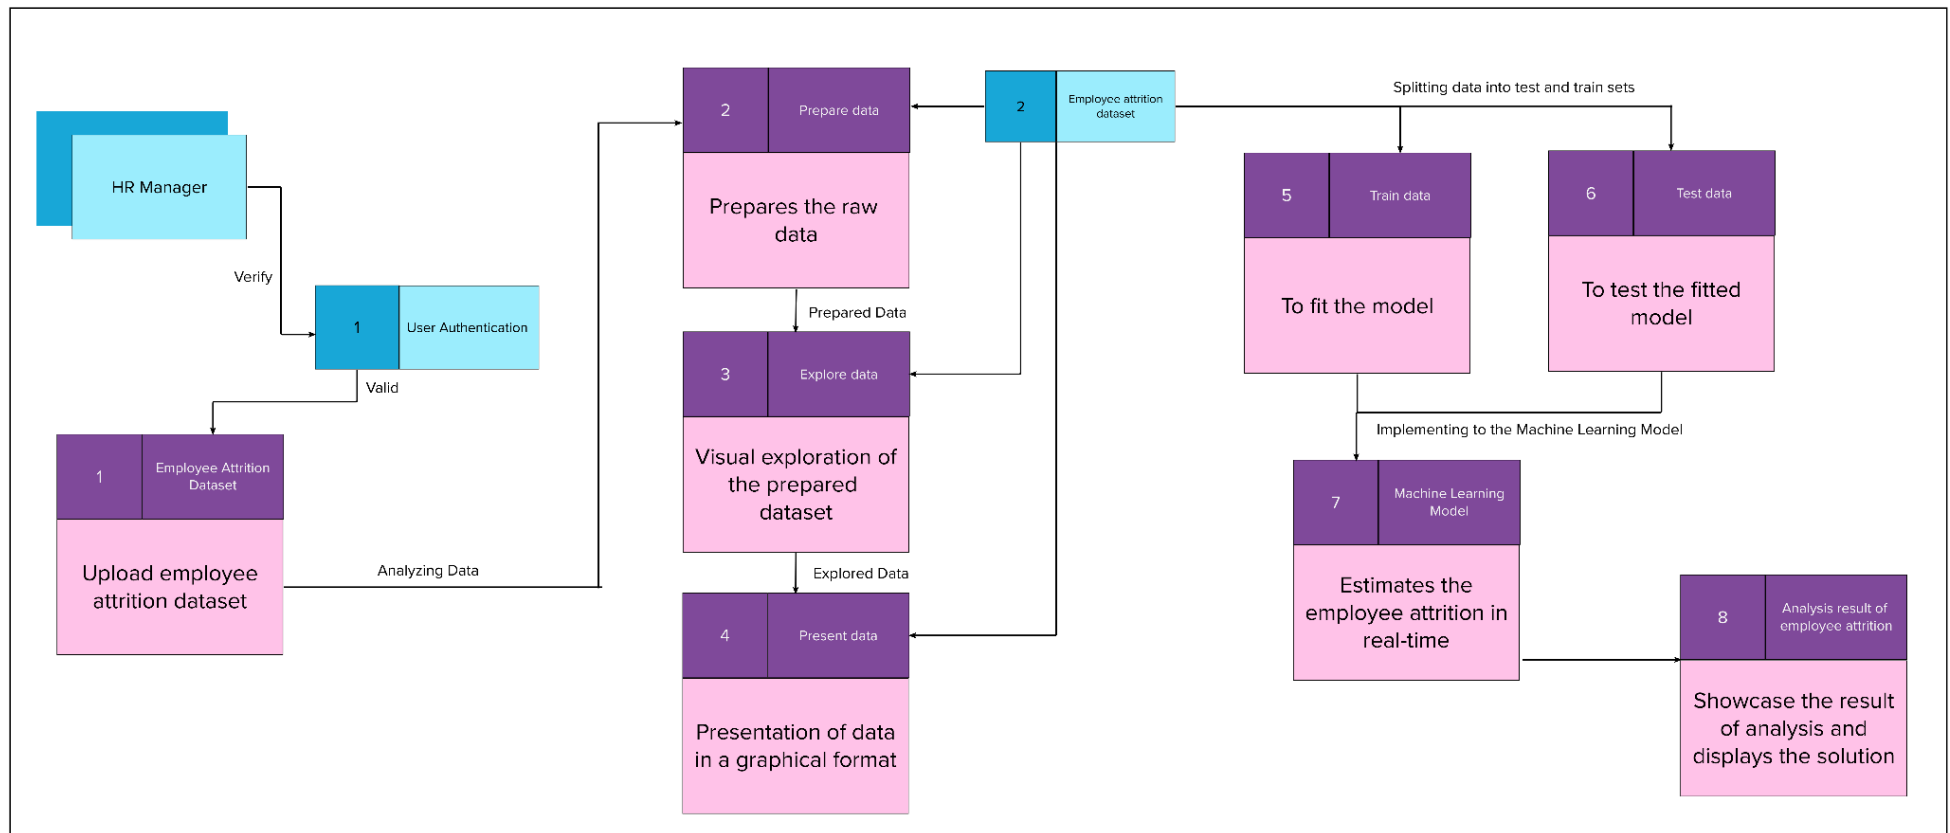 HR Manager
Verify
1
User Authentication
Valid
1
Employee Attrition
Dataset
Upload employee
attrition dataset
Analyzing Data
2
Prepare data
Prepares the raw
data
Prepared Data
3
Explore data
Visual exploration of
the prepared
dataset
Explored Data
4
Present data
Presentation of data
in a graphical format
2
Employee attrition
dataset
Splitting data into test and train sets
5
Train data
To fit the model
6
Test data
To test the fitted
model
Implementing to the Machine Learning Model
7
Machine Learning
Model
Estimates the
employee attrition in
real-time
8
Analysis result of
employee attrition
Showcase the result
of analysis and
displays the solution